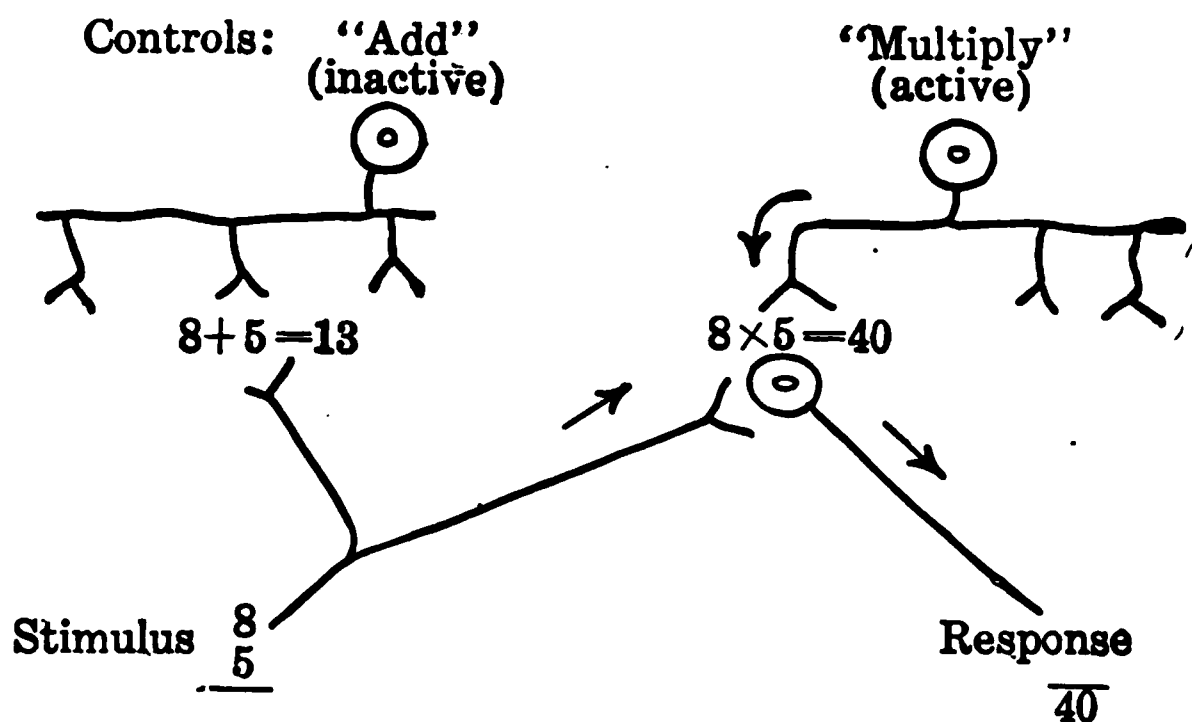 Controls: “Add” “Multiply”
(inactive) (active)
8+5=13 8×5=40
Stimulus 8 Response
5
40